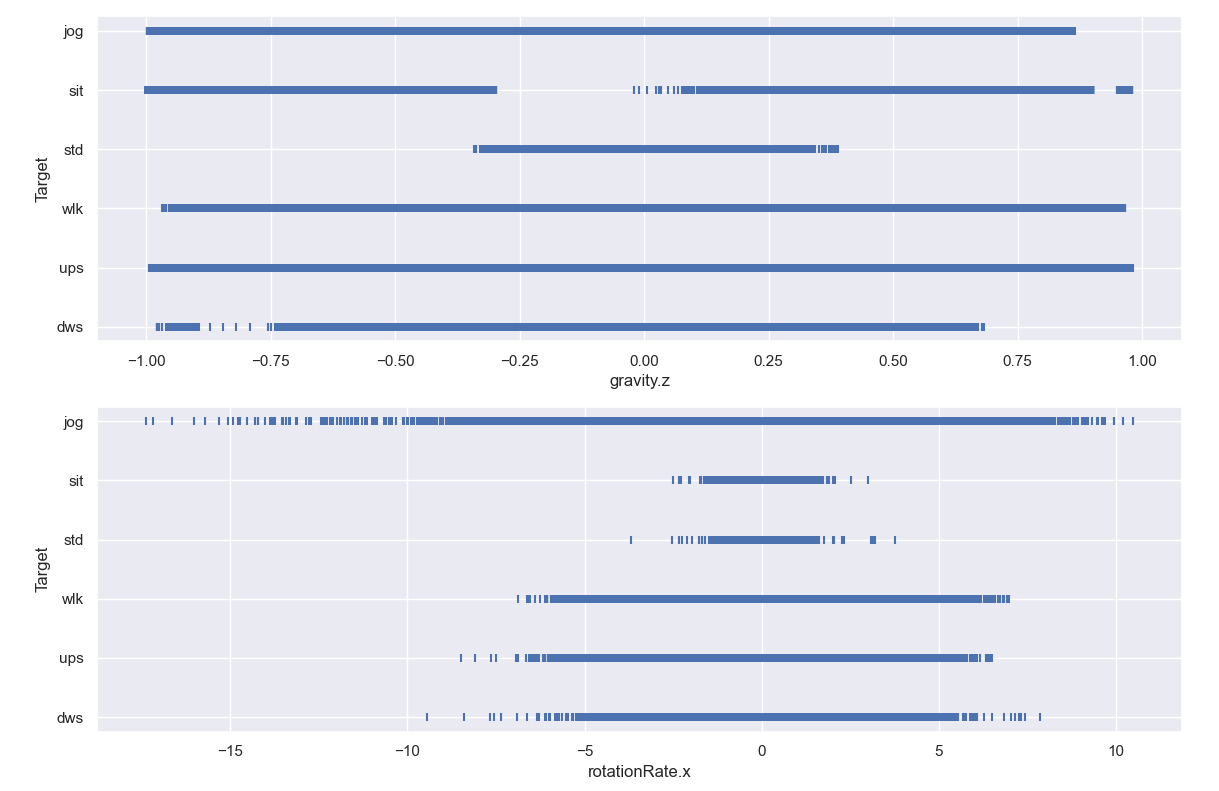 jog
sit
std
wlk
ups
dws
Target
−1.00 −0.75 −0.50 −0.25 0.00 0.25 0.50 0.75 1.00
gravity.z
jog
sit
std
wlk
ups
dws
Target
−15 −10 −5 0 5 10
rotationRate.x